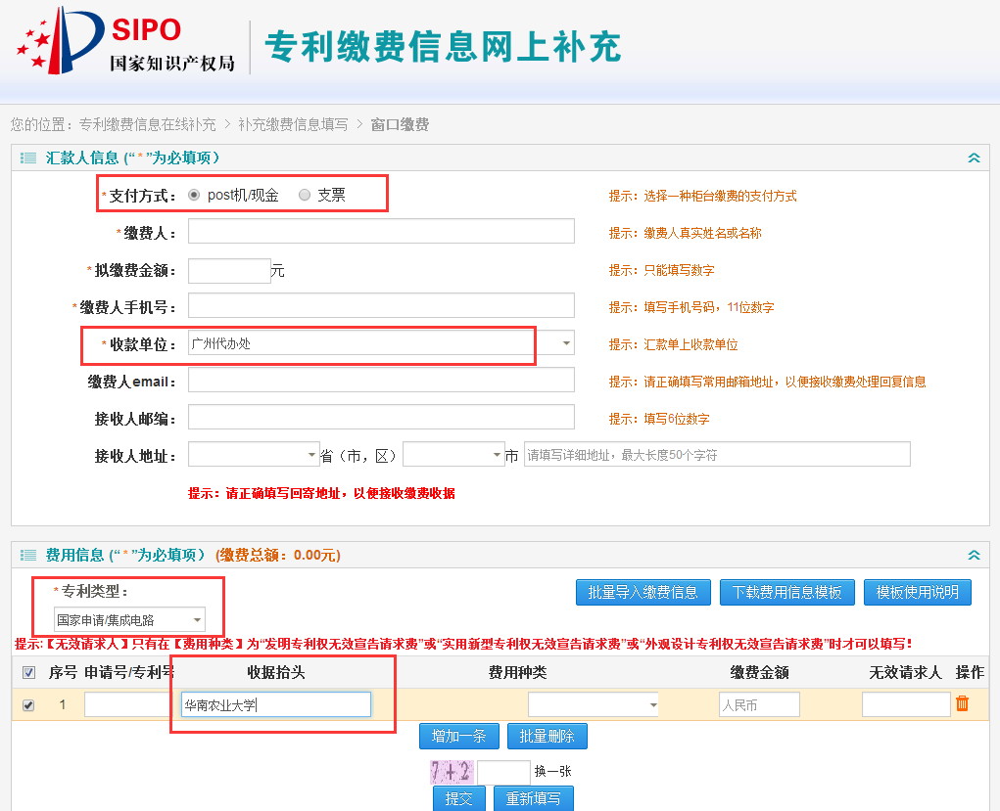 SIPO
国家知识产权局
专利缴费信息网上补充
您的位置：专利缴费信息在线补充 > 补充缴费信息填写 > 窗口缴费
汇款人信息 (“ * ”为必填项）
*支付方式： post机/现金 支票 提示：选择一种柜台缴费的支付方式
*缴费人： 提示：缴费人真实姓名或名称
*拟缴费金额： 元 提示：只能填写数字
*缴费人手机号： 提示：填写手机号码，11位数字
*收款单位： 广州代办处 提示：汇款单上收款单位
缴费人email： 提示：请正确填写常用邮箱地址，以便接收缴费处理回复信息
接收人邮编： 提示：填写6位数字
接收人地址： 省（市，区） 市 请填写详细地址，最大长度50个字符
提示：请正确填写回寄地址，以便接收缴费收据
费用信息 (“ * ”为必填项） (缴费总额：0.00元)
*专利类型：
批量导入缴费信息 下载费用信息模板 模板使用说明
国家申请/集成电路
提示:【无效请求人】只有在【费用种类】为“发明专利权无效宣告请求费”或“实用新型专利权无效宣告请求费”或“外观设计专利权无效宣告请求费”时才可以填写！
序号 申请号/专利号 收据抬头 费用种类 缴费金额 无效请求人 操作
1 华南农业大学 人民币
增加一条 批量删除
7+2 换一张
提交 重新填写